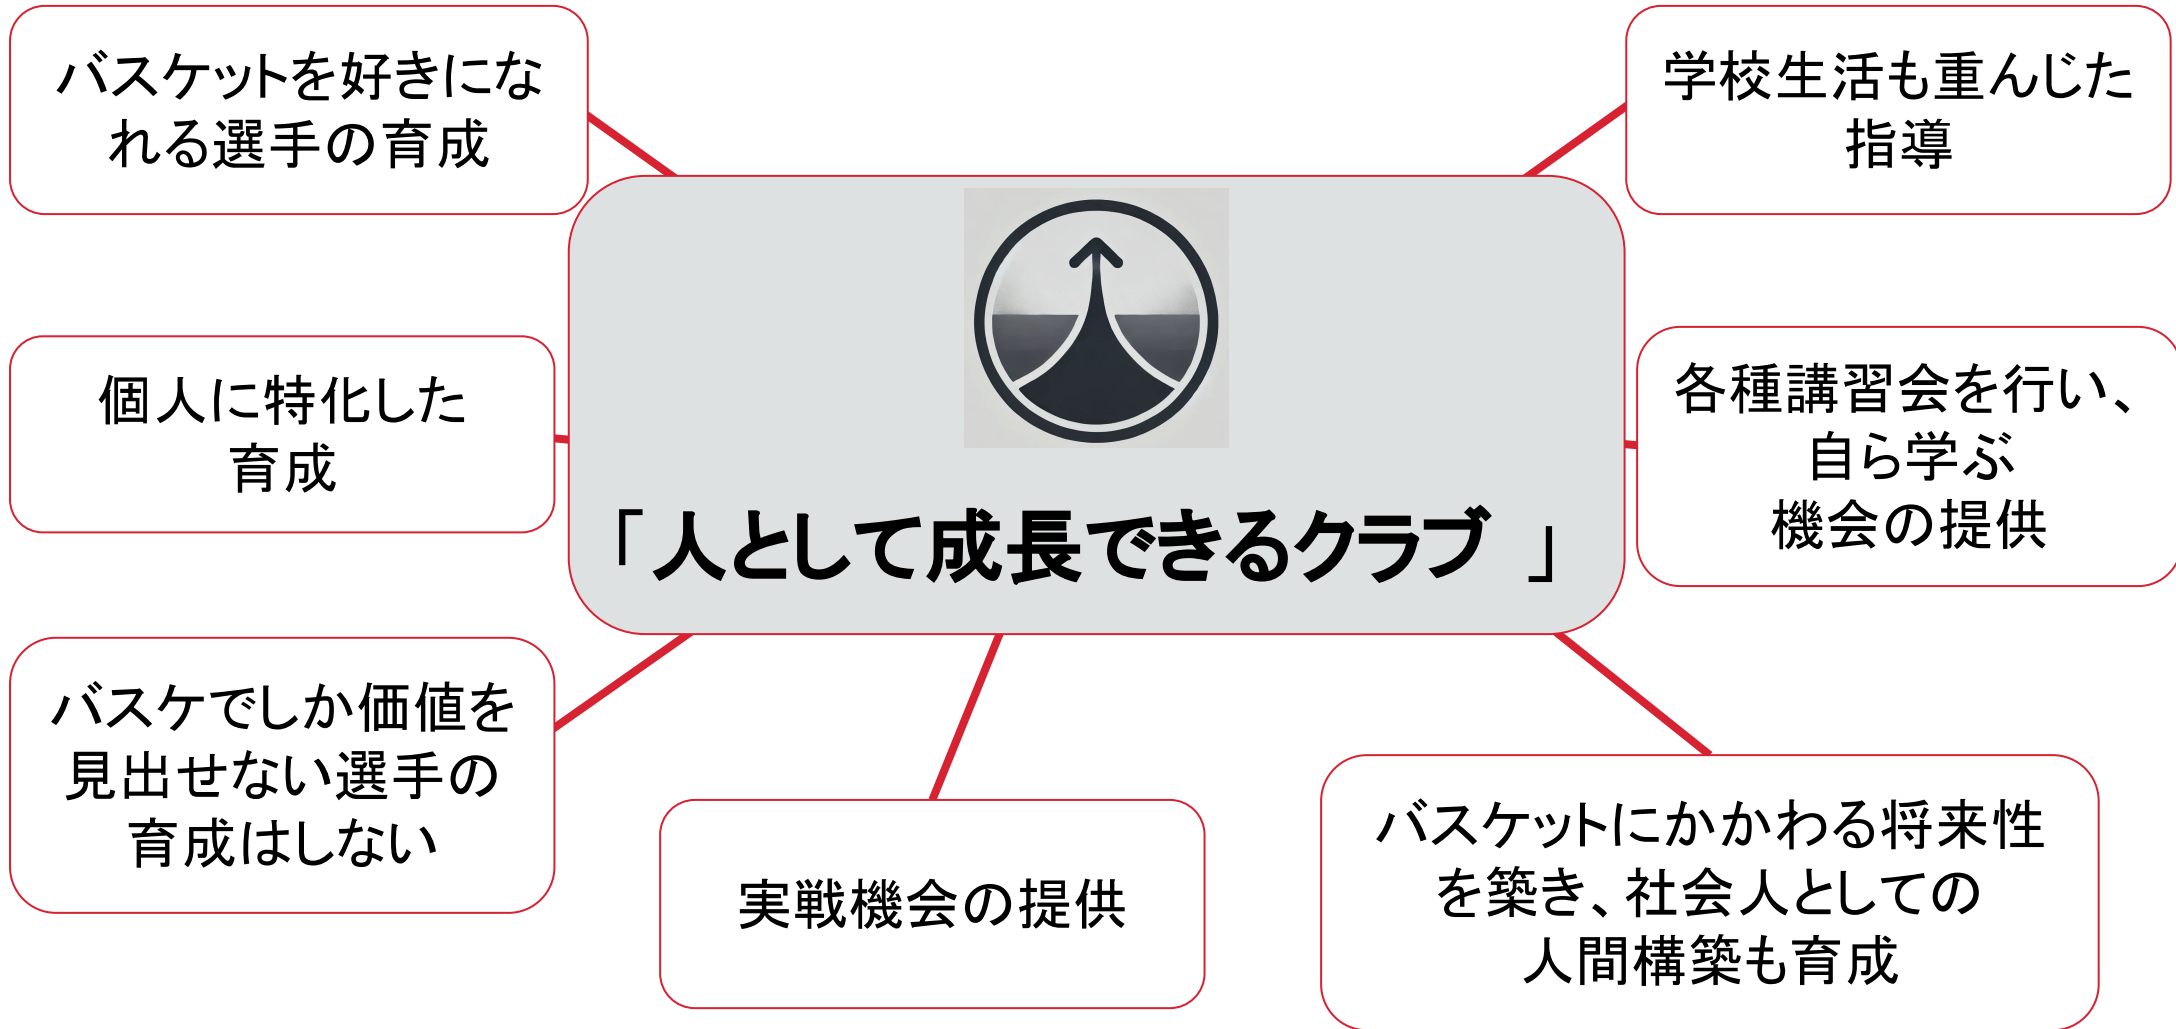 バスケットを好きにな
れる選手の育成
学校生活も重んじた
指導
個人に特化した
育成
「人として成長できるクラブ 」
各種講習会を行い、
自ら学ぶ
機会の提供
バスケでしか価値を
見出せない選手の
育成はしない
実戦機会の提供
バスケットにかかわる将来性
を築き、社会人としての
人間構築も育成